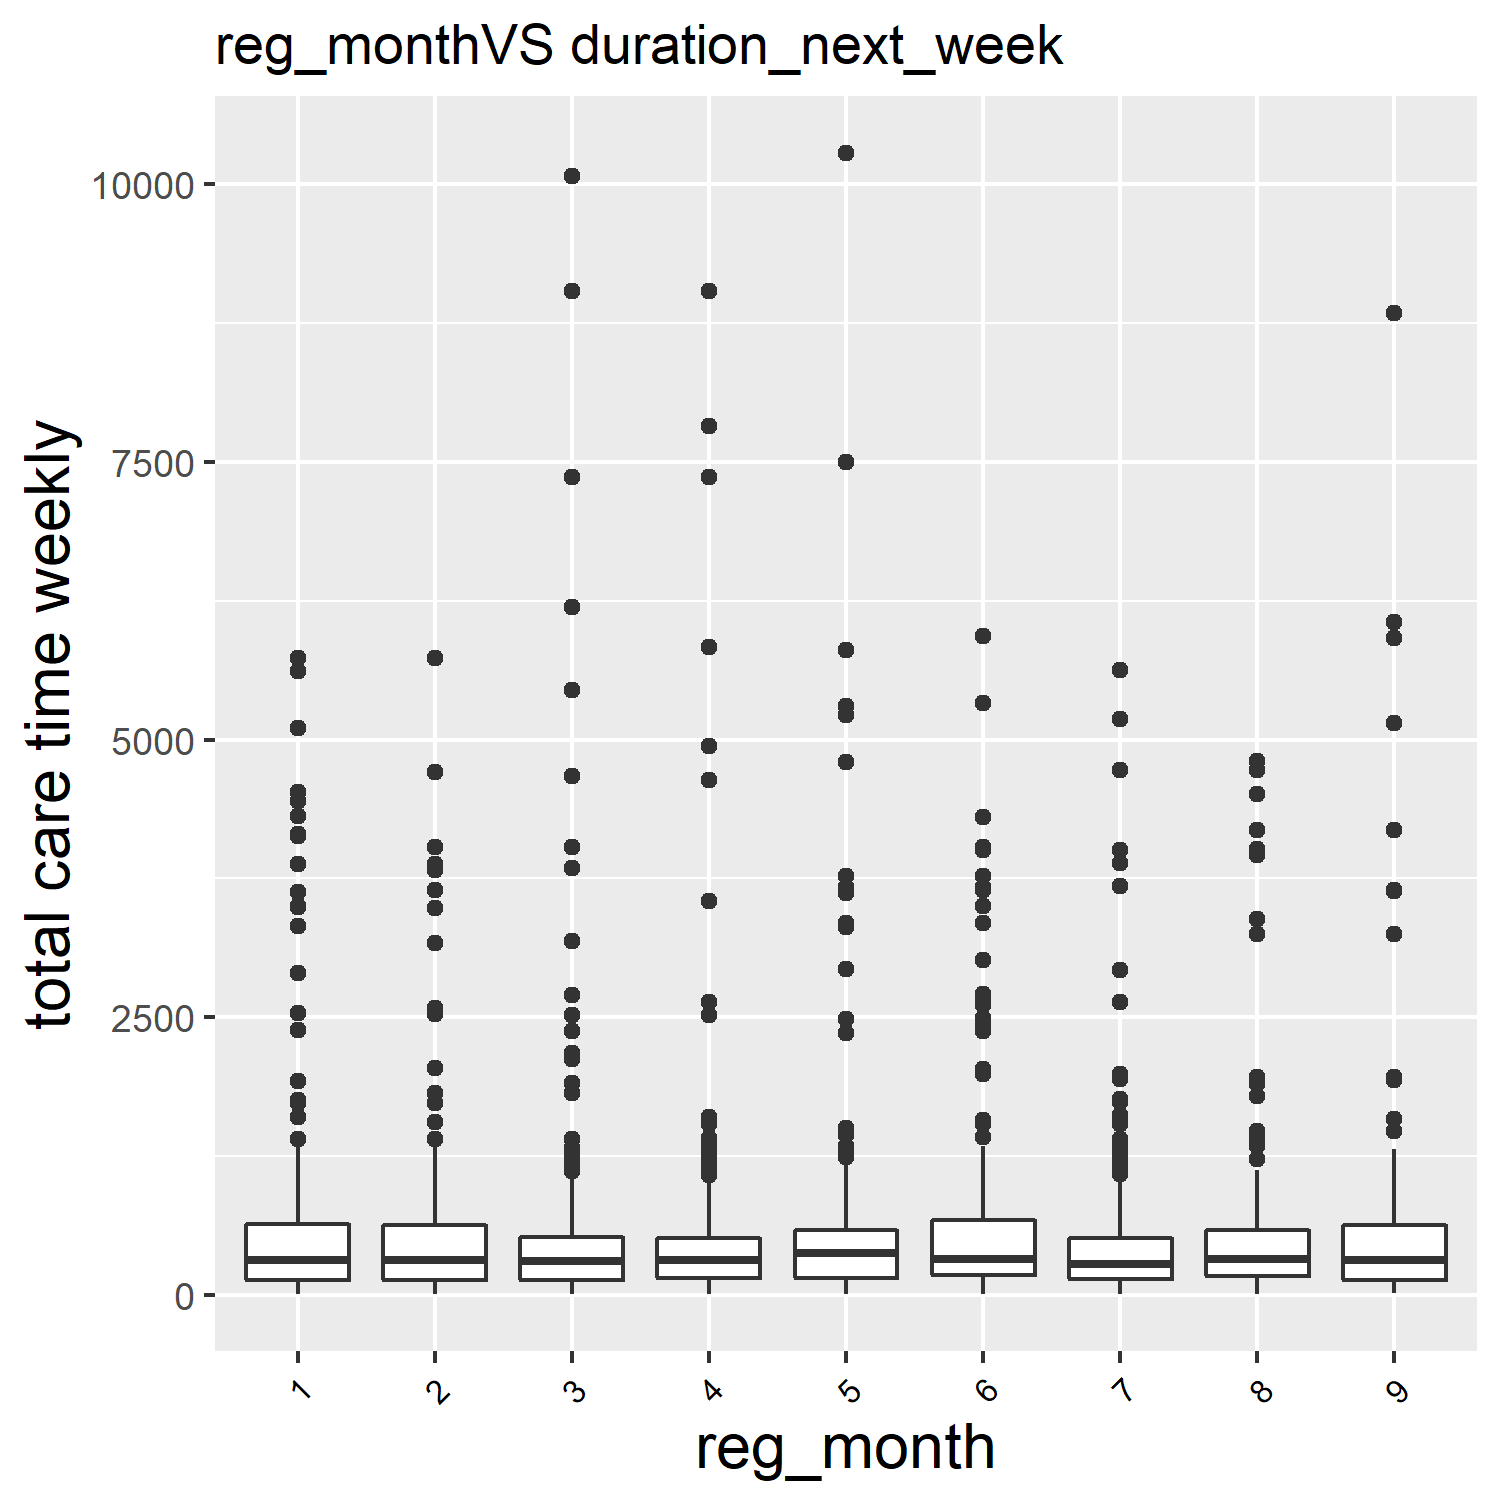 reg_monthVS duration_next_week
total care time weekly
10000
7500
5000
2500
0
1 2 3 4 5 6 7 8 9
reg_month